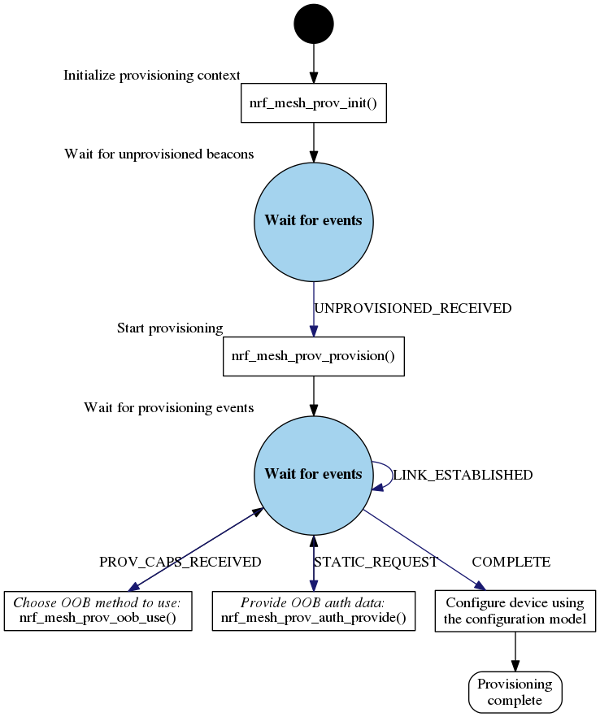 Initialize provisioning context
nrf_mesh_prov_init()
Wait for unprovisioned beacons
Wait for events
UNPROVISIONED_RECEIVED
Start provisioning
nrf_mesh_prov_provision()
Wait for provisioning events
Wait for events
LINK_ESTABLISHED
PROV_CAPS_RECEIVED
STATIC_REQUEST
COMPLETE
Choose OOB method to use:
nrf_mesh_prov_oob_use()
Provide OOB auth data:
nrf_mesh_prov_auth_provide()
Configure device using
the configuration model
Provisioning
complete